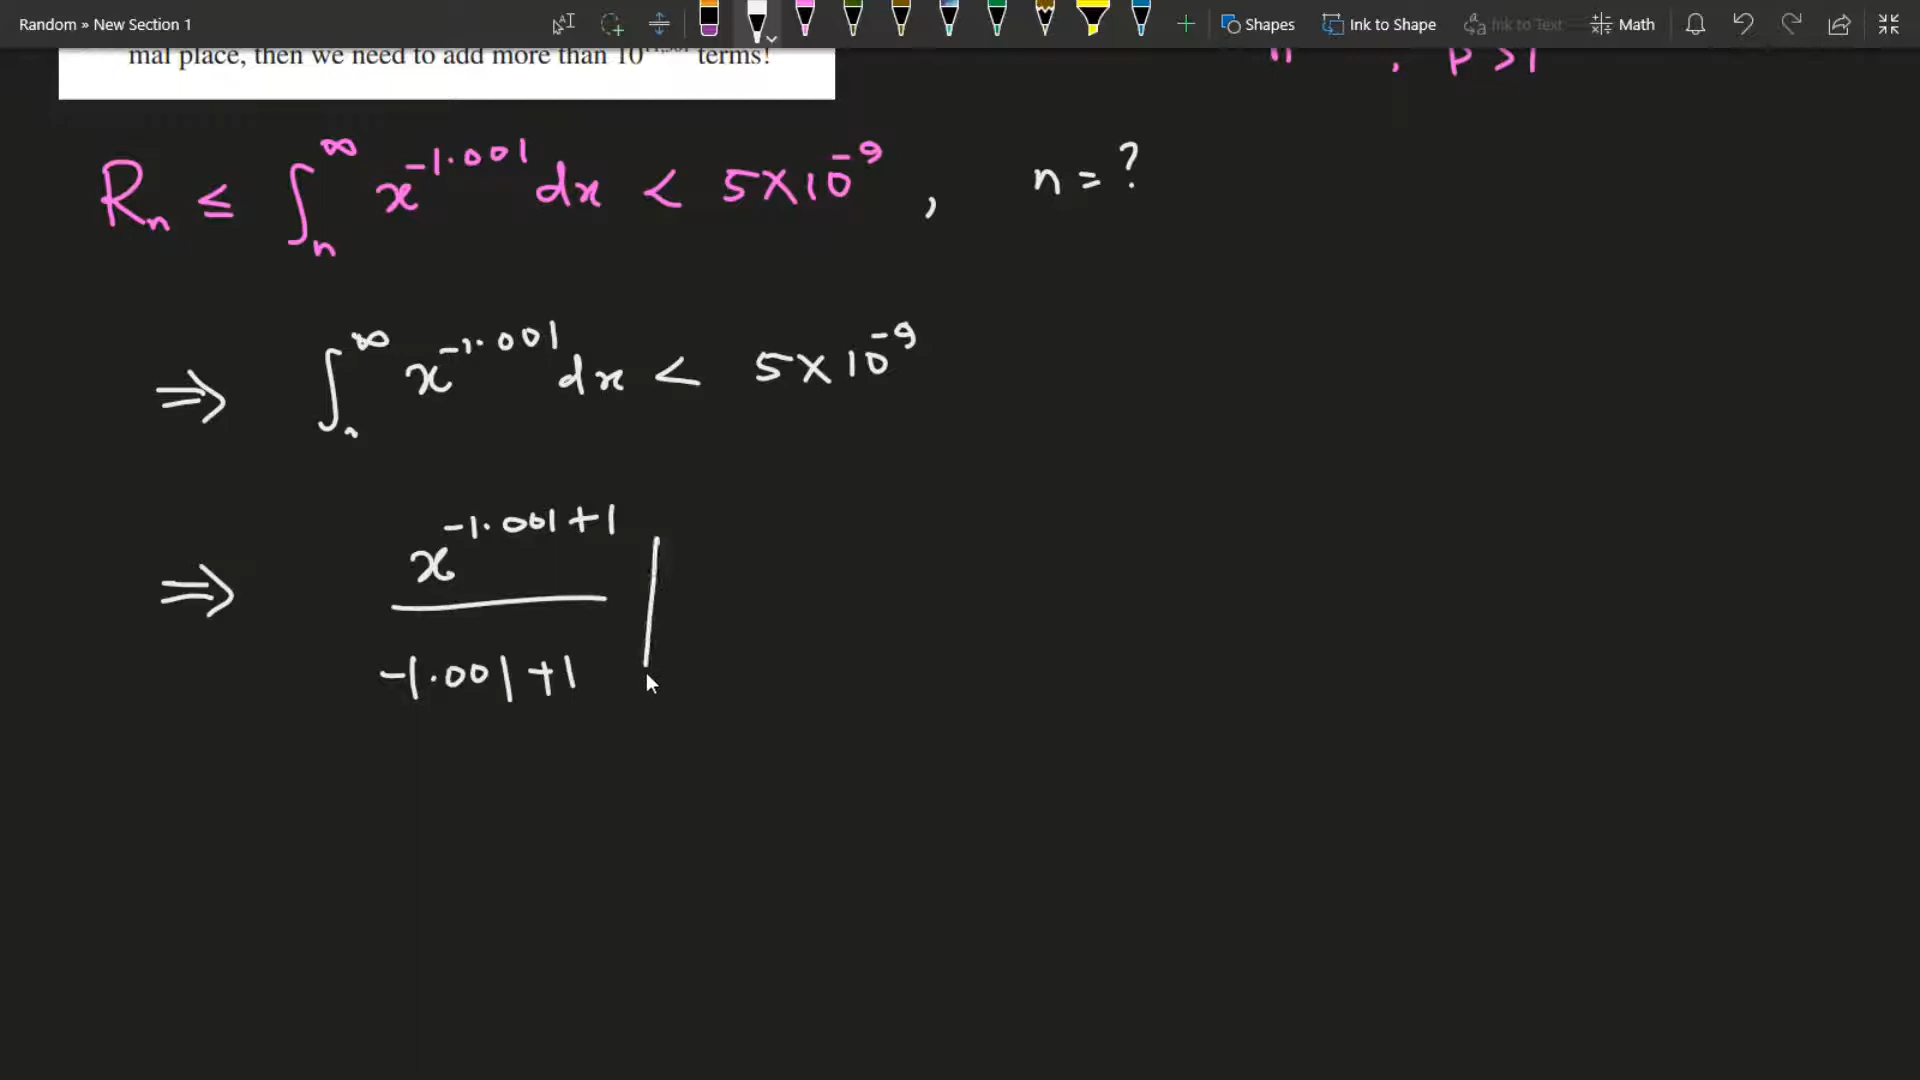 Random » New Section 1
Shapes Ink to Shape Ink to Text Math
mal place, then we need to add more than 10 terms!
n , p >1
Rₙ ≤ ∫ₙ^∞ x^(-1.001) dx < 5×10^(-9) , n = ?
⇒ ∫ₙ^∞ x^(-1.001) dx < 5×10^(-9)
⇒ x^(-1.001+1) |
-1.001+1